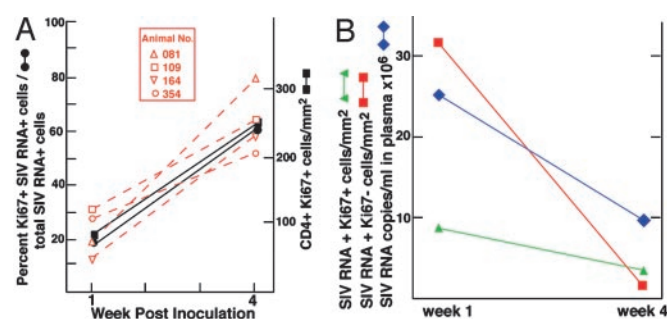 A
Percent Ki67+ SIV RNA+ cells /
total SIV RNA+ cells
100
80
60
40
20
Animal No.
081
109
164
354
300
200
100
CD4+ Ki67+ cells/mm2
1
4
Week Post Inoculation
B
SIV RNA + Ki67+ cells/mm2
SIV RNA + Ki67- cells/mm2
SIV RNA copies/ml in plasma x106
30
20
10
week 1
week 4